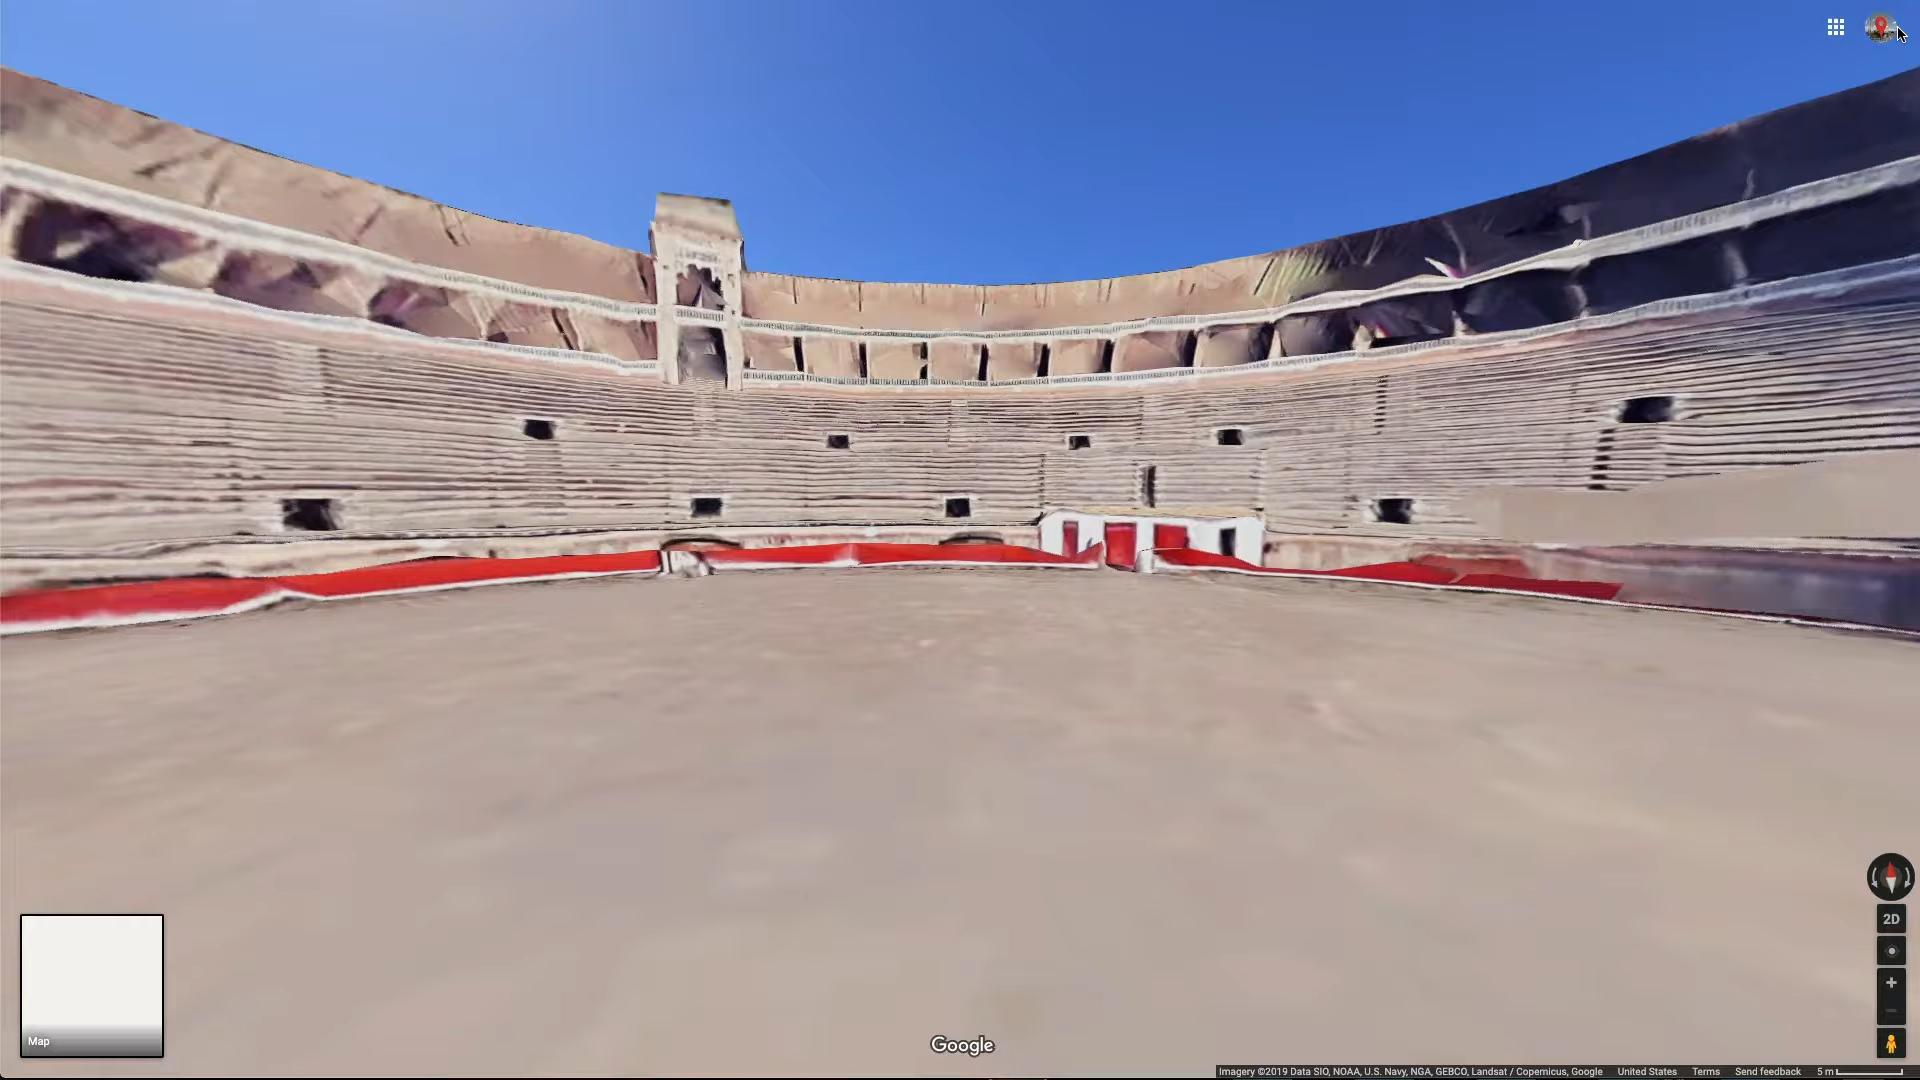 2D
Map
Google
Imagery ©2019 Data SIO, NOAA, U.S. Navy, NGA, GEBCO, Landsat / Copernicus, Google United States Terms Send feedback 5 m